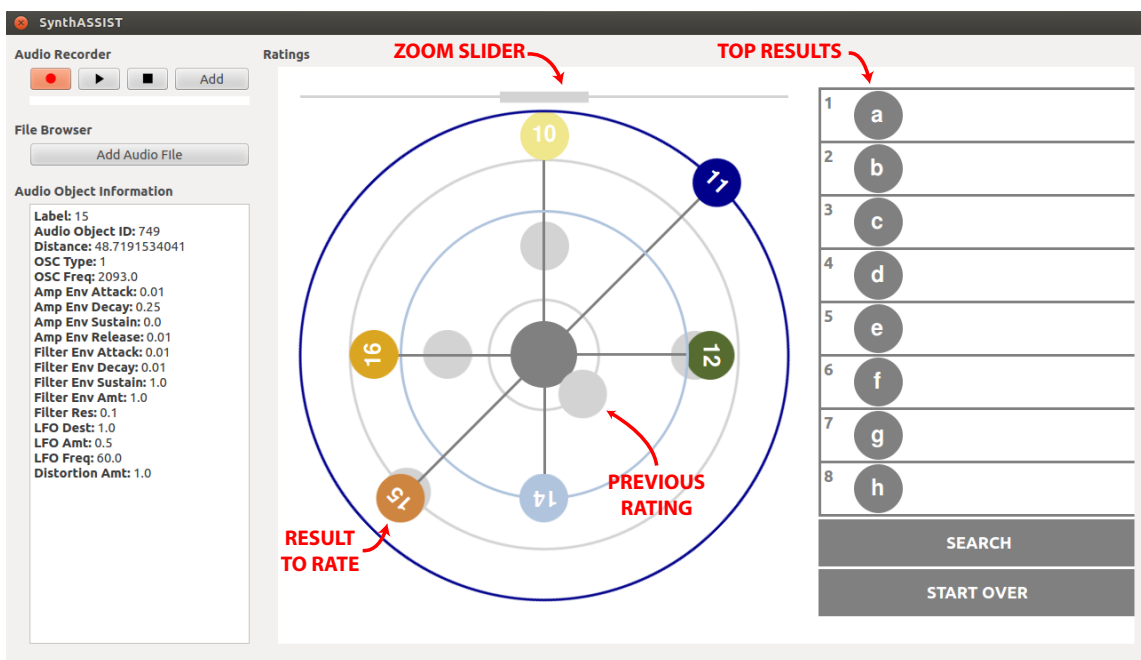 SynthASSIST
Audio Recorder
Add
File Browser
Add Audio FIle
Audio Object Information
Label: 15
Audio Object ID: 749
Distance: 48.7191534041
OSC Type: 1
OSC Freq: 2093.0
Amp Env Attack: 0.01
Amp Env Decay: 0.25
Amp Env Sustain: 0.0
Amp Env Release: 0.01
Filter Env Attack: 0.01
Filter Env Decay: 0.01
Filter Env Sustain: 1.0
Filter Env Amt: 1.0
Filter Res: 0.1
LFO Dest: 1.0
LFO Amt: 0.5
LFO Freq: 60.0
Distortion Amt: 1.0
Ratings
ZOOM SLIDER
10
11
16
12
15
14
PREVIOUS
RATING
RESULT
TO RATE
TOP RESULTS
1 a
2 b
3 c
4 d
5 e
6 f
7 g
8 h
SEARCH
START OVER